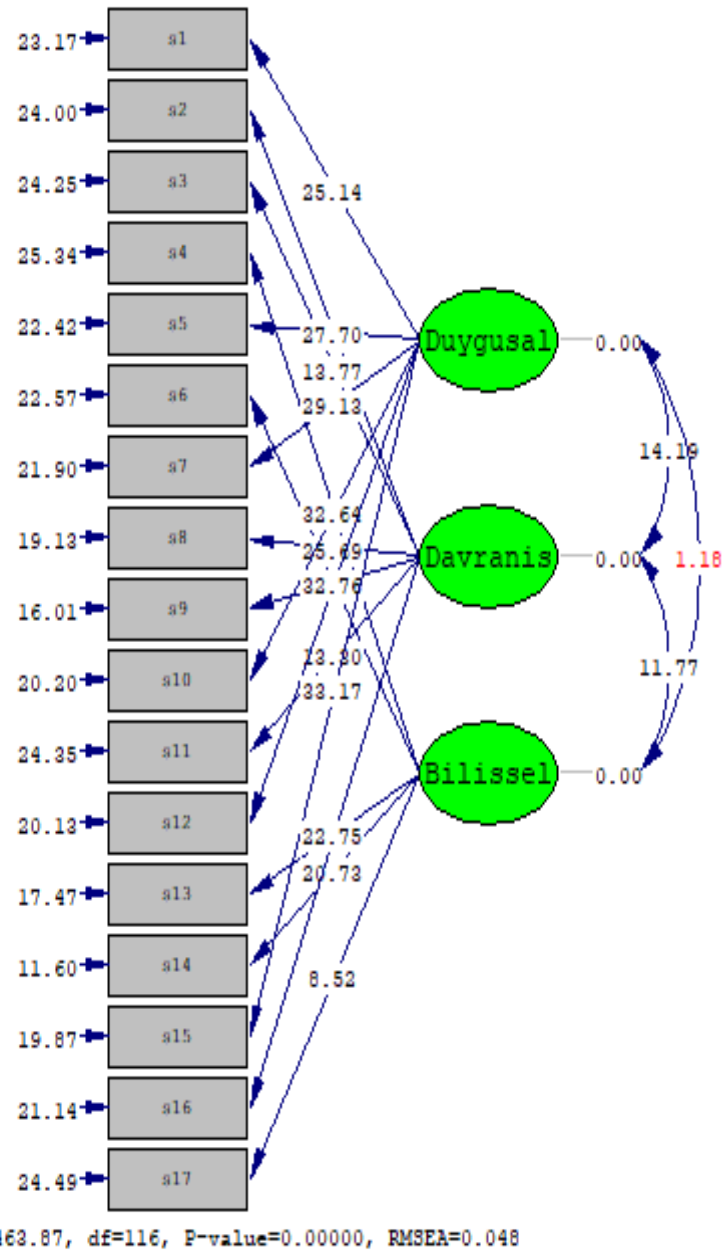 23.17 s1
24.00 s2
24.25 s3
25.34 s4
22.42 s5
22.57 s6
21.90 s7
19.13 s8
16.01 s9
20.20 s10
24.35 s11
20.13 s12
17.47 s13
11.60 s14
19.87 s15
21.14 s16
24.49 s17
25.14
27.70
13.77
29.13
32.64
32.76
33.17
22.75
20.73
8.52
Duygusal 0.00
Davranis 0.00
Bilissel 0.00
14.19
1.18
11.77
463.87, df=116, P-value=0.00000, RMSEA=0.048